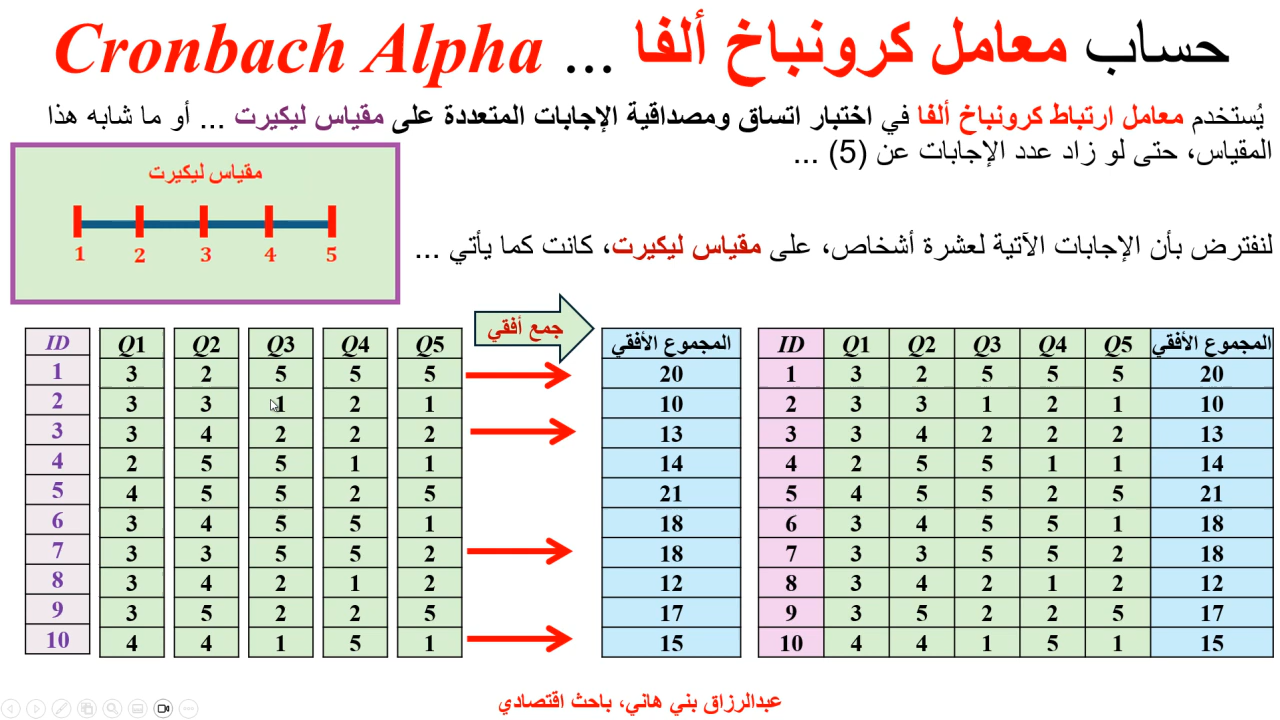 حساب معامل كرونباخ ألفا ... Cronbach Alpha
يُستخدم معامل ارتباط كرونباخ ألفا في اختبار اتساق ومصداقية الإجابات المتعددة على مقياس ليكيرت ... أو ما شابه هذا
المقياس، حتى لو زاد عدد الإجابات عن (5) ...
مقياس ليكيرت
1 2 3 4 5
لنفترض بأن الإجابات الآتية لعشرة أشخاص، على مقياس ليكيرت، كانت كما يأتي ...
جمع أفقي
ID Q1 Q2 Q3 Q4 Q5 المجموع الأفقي
1 3 2 5 5 5 20
2 3 3 1 2 1 10
3 3 4 2 2 2 13
4 2 5 5 1 1 14
5 4 5 5 2 5 21
6 3 4 5 5 1 18
7 3 3 5 5 2 18
8 3 4 2 1 2 12
9 3 5 2 2 5 17
10 4 4 1 5 1 15
ID Q1 Q2 Q3 Q4 Q5 المجموع الأفقي
1 3 2 5 5 5 20
2 3 3 1 2 1 10
3 3 4 2 2 2 13
4 2 5 5 1 1 14
5 4 5 5 2 5 21
6 3 4 5 5 1 18
7 3 3 5 5 2 18
8 3 4 2 1 2 12
9 3 5 2 2 5 17
10 4 4 1 5 1 15
عبدالرزاق بني هاني، باحث اقتصادي